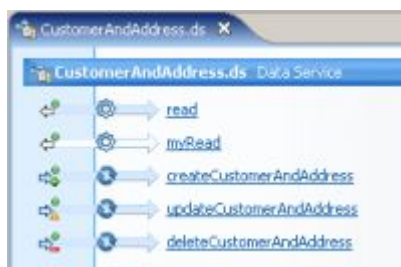 CustomerAndAddress.ds
CustomerAndAddress.ds Data Service
read
myRead
createCustomerAndAddress
updateCustomerAndAddress
deleteCustomerAndAddress